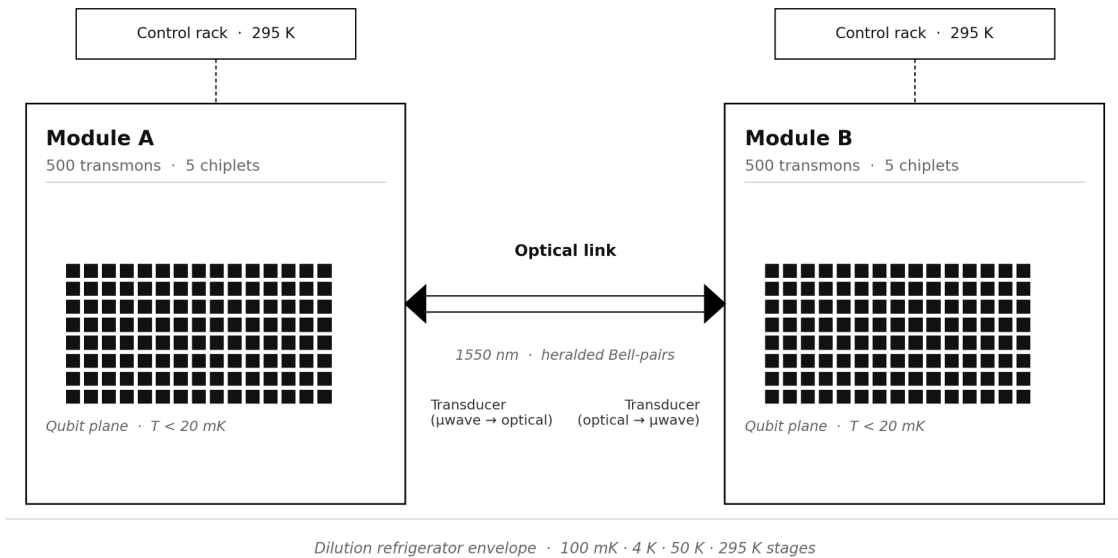 Control rack · 295 K
Control rack · 295 K
Module A
500 transmons · 5 chiplets
Module B
500 transmons · 5 chiplets
Optical link
1550 nm · heralded Bell-pairs
Transducer
(μwave → optical)
Transducer
(optical → μwave)
Qubit plane · T < 20 mK
Qubit plane · T < 20 mK
Dilution refrigerator envelope · 100 mK · 4 K · 50 K · 295 K stages